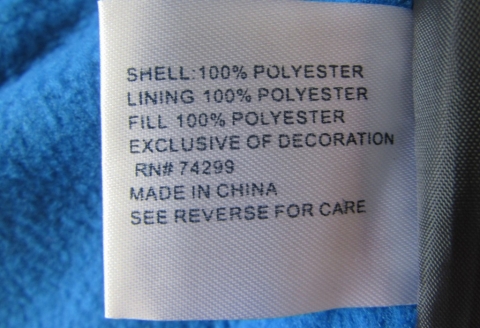 SHELL:100% POLYESTER
LINING 100% POLYESTER
FILL 100% POLYESTER
EXCLUSIVE OF DECORATION
RN# 74299
MADE IN CHINA
SEE REVERSE FOR CARE